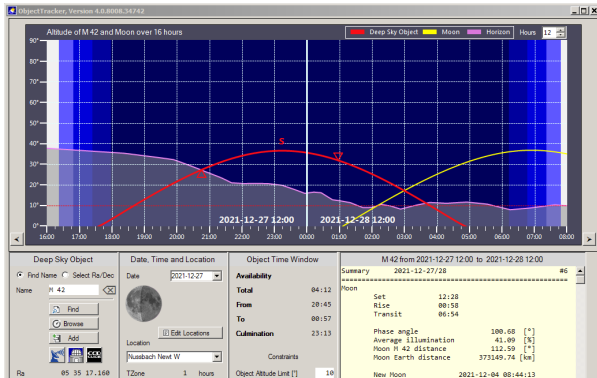 ObjectTracker, Version 4.0.8008.34742
Altitude of M 42 and Moon over 16 hours
Deep Sky Object Moon Horizon Hours 12
90°
80°
70°
60°
50°
40°
30°
20°
10°
0°
S
2021-12-27 12:00 2021-12-28 12:00
16:00 17:00 18:00 19:00 20:00 21:00 22:00 23:00 00:00 01:00 02:00 03:00 04:00 05:00 06:00 07:00 08:00
Deep Sky Object
Find Name Select Ra/Dec
Name M 42
Find
Browse
Add
Ra 05 35 17.160
Date, Time and Location
Date 2021-12-27
Edit Locations
Location
Nussbach Newt W
TZone 1 hours
Object Time Window
Availability
Total 04:12
From 20:45
To 00:57
Culmination 23:13
Constraints
Object Altitude Limit [°] 10
M 42 from 2021-12-27 12:00 to 2021-12-28 12:00
Summary 2021-12-27/28 #6
Moon
Set 12:28
Rise 00:58
Transit 06:54
Phase angle 100.68 [°]
Average illumination 41.09 [%]
Moon M 42 distance 112.59 [°]
Moon Earth distance 373149.74 [km]
New Moon 2021-12-04 08:44:13